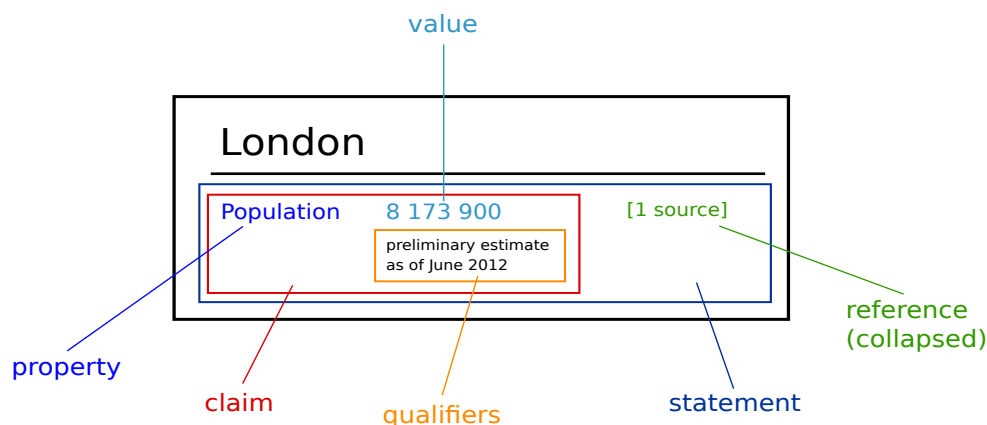 value
London
Population 8 173 900 [1 source]
preliminary estimate
as of June 2012
reference
(collapsed)
property
claim
qualifiers
statement